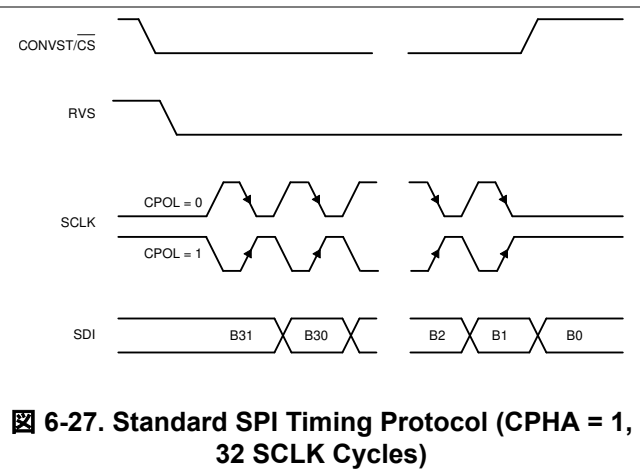 CONVST/CS
RVS
CPOL = 0
SCLK
CPOL = 1
SDI
B31
B30
B2
B1
B0
図 6-27. Standard SPI Timing Protocol (CPHA = 1,
32 SCLK Cycles)